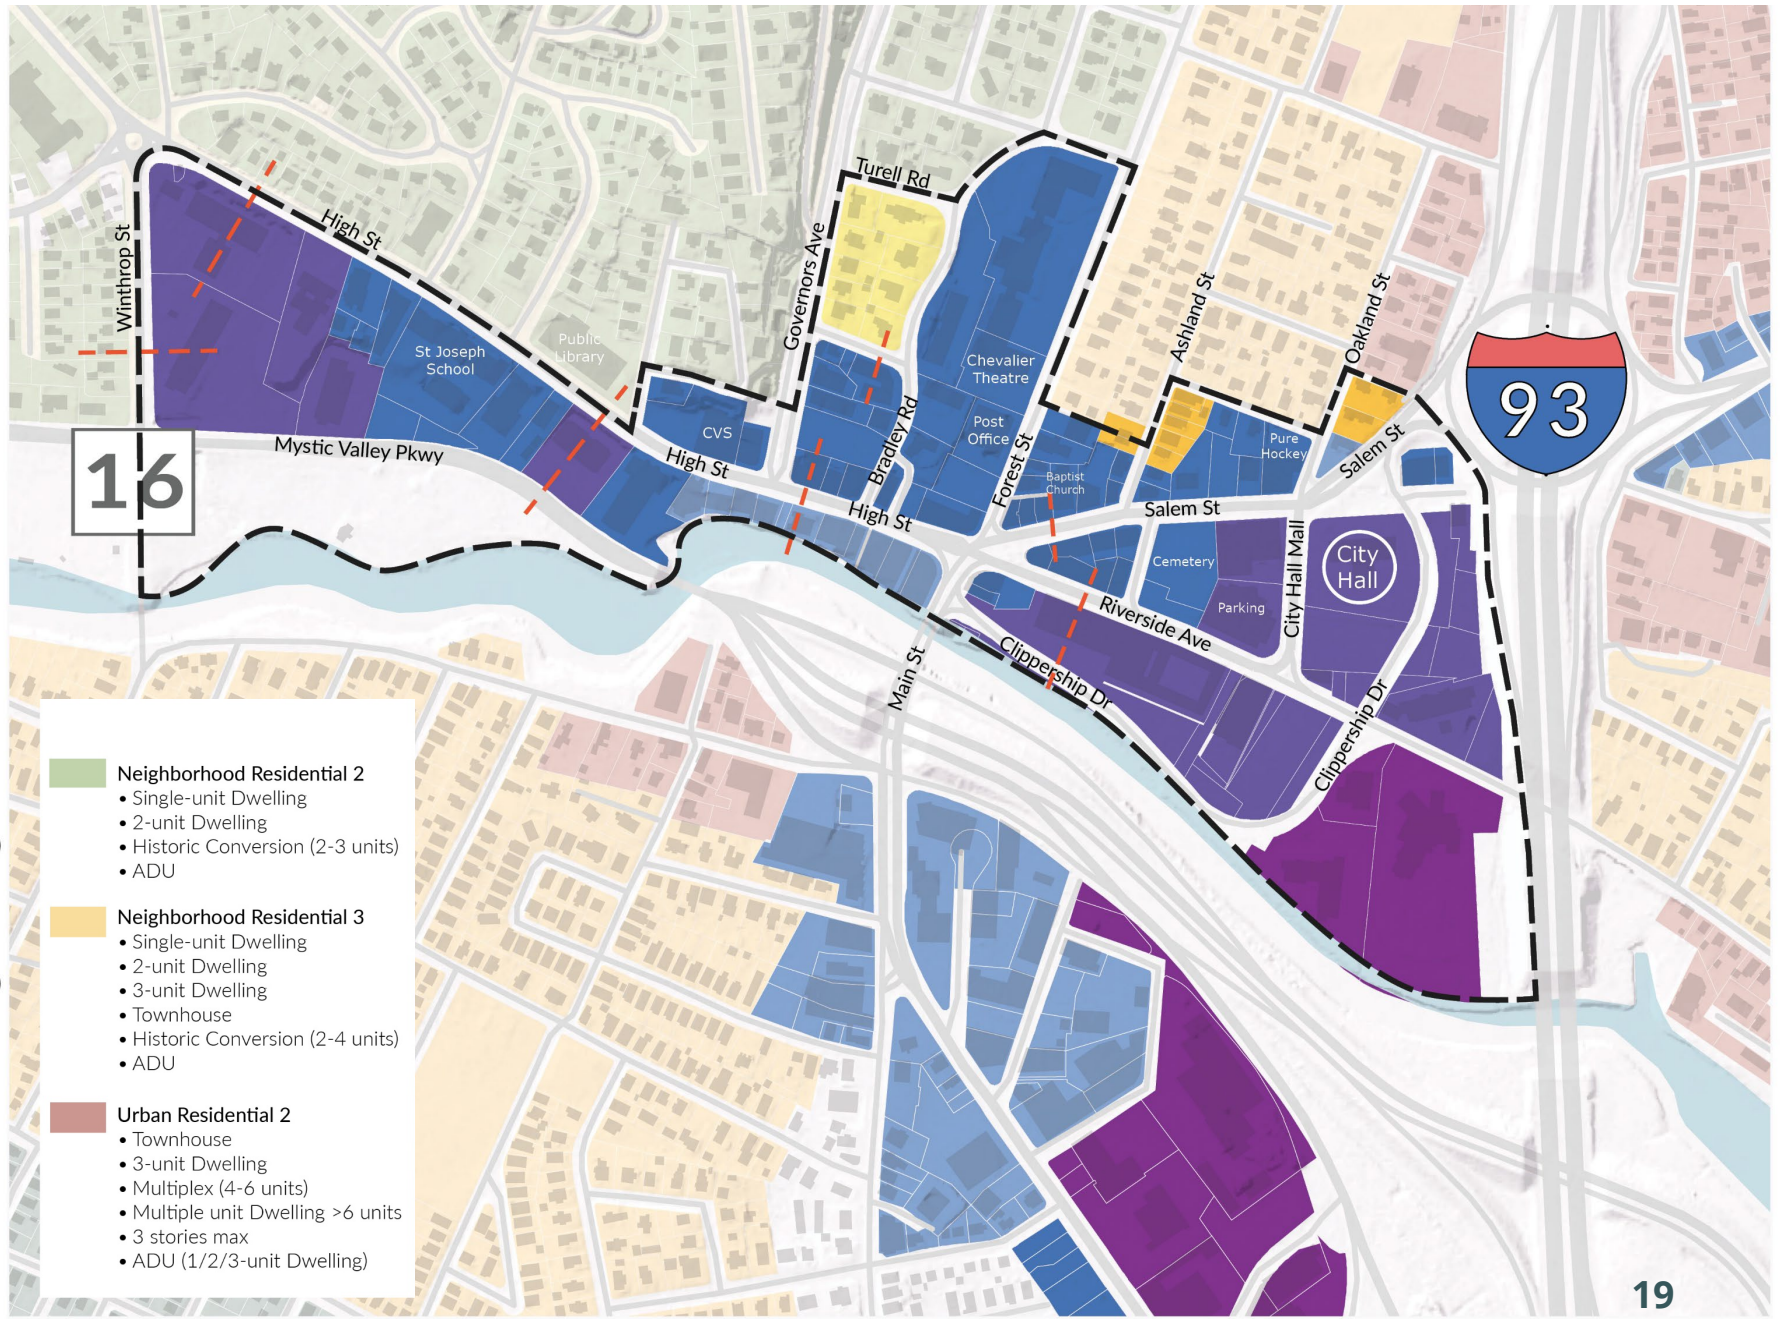 Turell Rd
High St
Winthrop St
Governors Ave
Ashland St
Oakland St
Public
Library
St Joseph
School
Chevalier
Theatre
93
CVS
Post
Office
Bradley Rd
Forest St
Pure
Hockey
Salem St
Mystic Valley Pkwy
16
High St
Baptist
Church
High St
Salem St
Cemetery
City Hall Mall
City
Hall
Parking
Riverside Ave
Clippership Dr
Main St
Clippership Dr
Neighborhood Residential 2
• Single-unit Dwelling
• 2-unit Dwelling
• Historic Conversion (2-3 units)
• ADU
Neighborhood Residential 3
• Single-unit Dwelling
• 2-unit Dwelling
• 3-unit Dwelling
• Townhouse
• Historic Conversion (2-4 units)
• ADU
Urban Residential 2
• Townhouse
• 3-unit Dwelling
• Multiplex (4-6 units)
• Multiple unit Dwelling >6 units
• 3 stories max
• ADU (1/2/3-unit Dwelling)
19